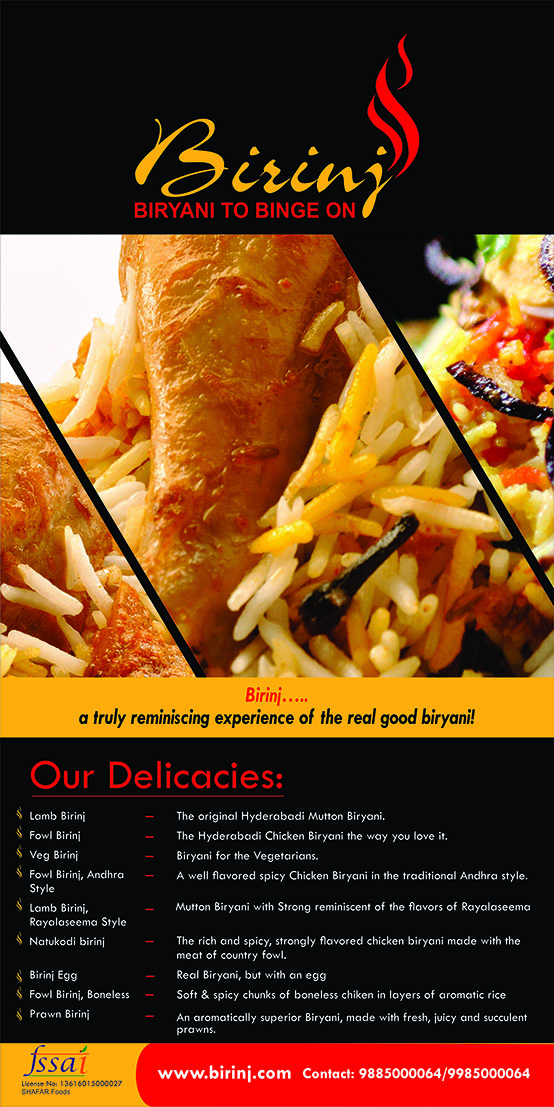 Birinj
BIRYANI TO BINGE ON
Birinj.....
a truly reminiscing experience of the real good biryani!
Our Delicacies:
Lamb Birinj – The original Hyderabadi Mutton Biryani.
Fowl Birinj – The Hyderabadi Chicken Biryani the way you love it.
Veg Birinj – Biryani for the Vegetarians.
Fowl Birinj, Andhra – A well flavored spicy Chicken Biryani in the traditional Andhra style.
Style
Lamb Birinj, – Mutton Biryani with Strong reminiscent of the flavors of Rayalaseema
Rayalaseema Style
Natukodi birinj – The rich and spicy, strongly flavored chicken biryani made with the
meat of country fowl.
Birinj Egg – Real Biryani, but with an egg
Fowl Birinj, Boneless – Soft & spicy chunks of boneless chiken in layers of aromatic rice
Prawn Birinj – An aromatically superior Biryani, made with fresh, juicy and succulent
prawns.
fssai
License No: 13616015000027
SHAFAR Foods
www.birinj.com Contact: 9885000064/9985000064